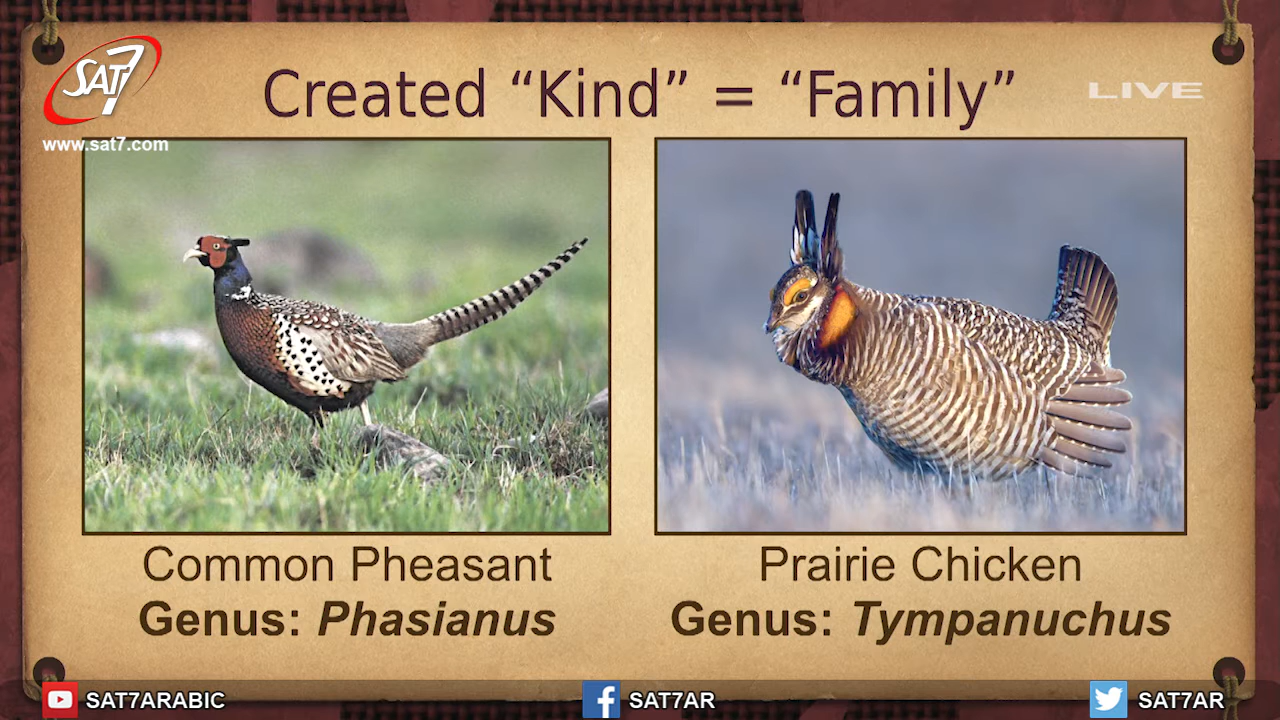 SAT7
www.sat7.com
Created “Kind” = “Family”
LIVE
Common Pheasant
Genus: Phasianus
Prairie Chicken
Genus: Tympanuchus
SAT7ARABIC
SAT7AR
SAT7AR